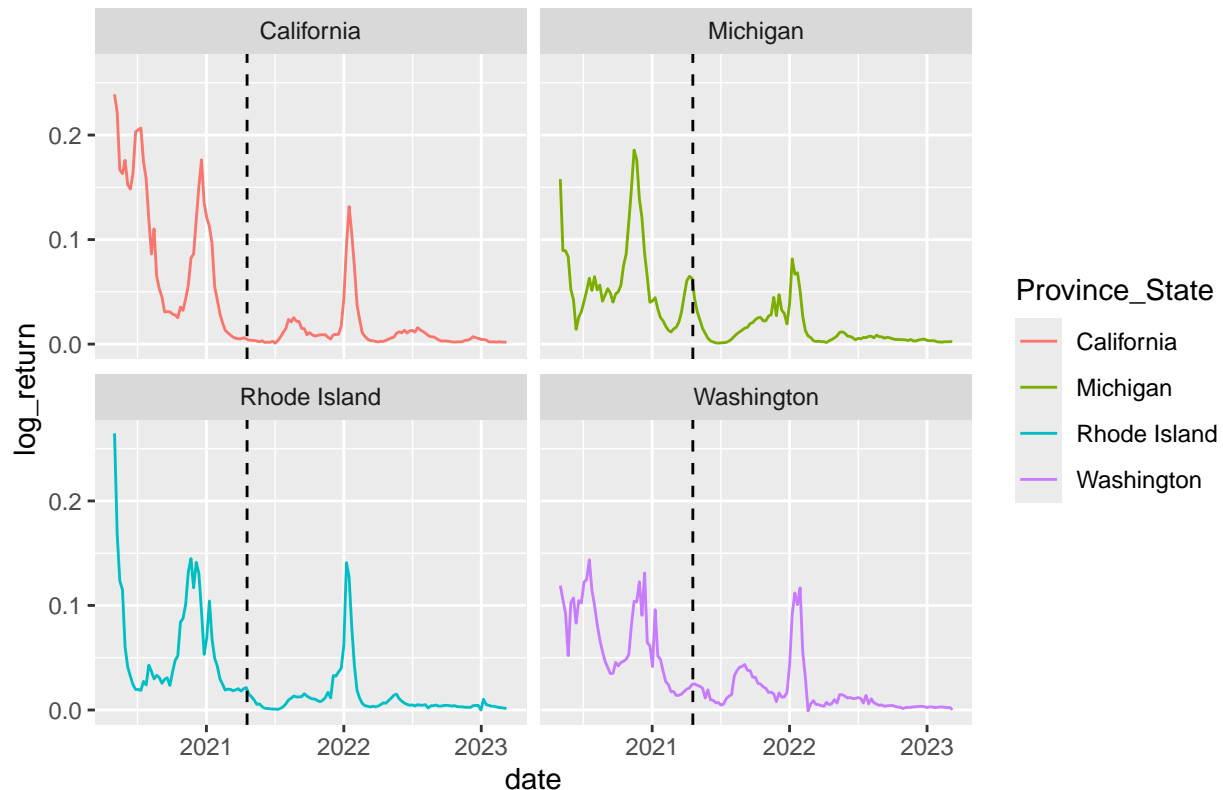 California
Michigan
0.2
0.1
0.0
Rhode Island
Washington
0.2
0.1
0.0
2021
2022
2023
2021
2022
2023
date
log_return
Province_State
California
Michigan
Rhode Island
Washington